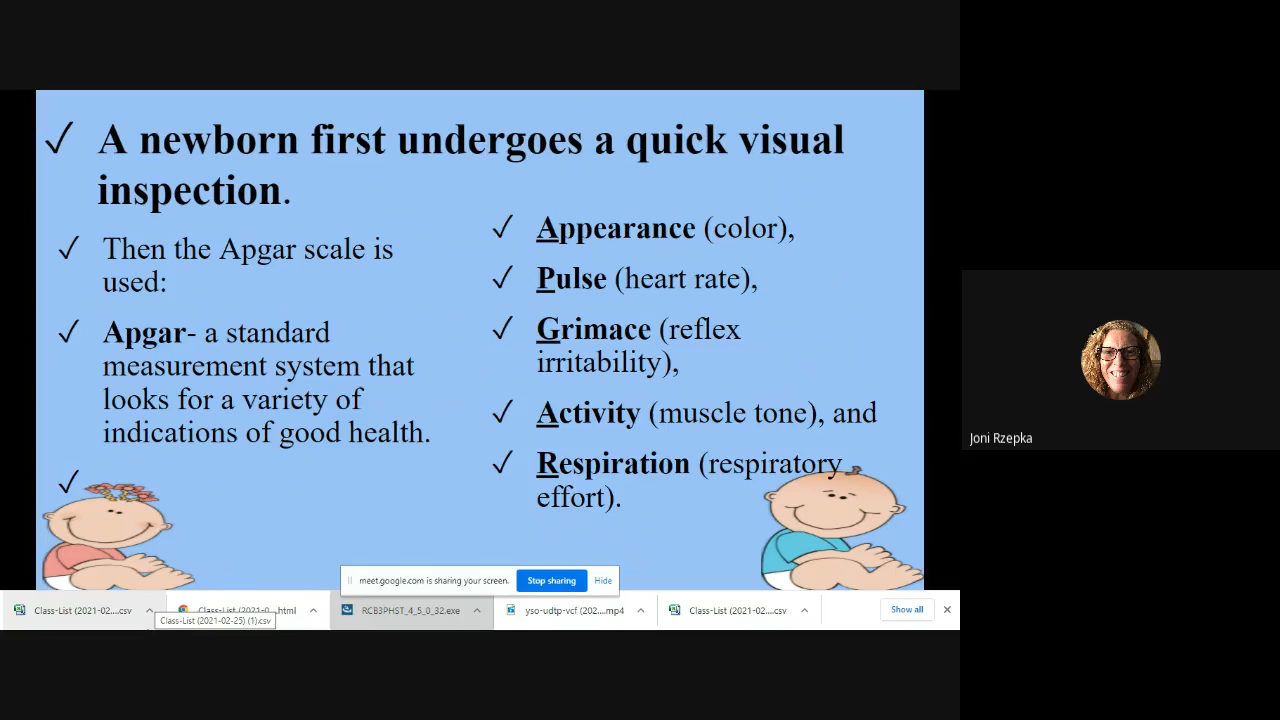 ✓ A newborn first undergoes a quick visual
inspection.
✓ Then the Apgar scale is
used:
✓ Apgar- a standard
measurement system that
looks for a variety of
indications of good health.
✓
✓ Appearance (color),
✓ Pulse (heart rate),
✓ Grimace (reflex
irritability),
✓ Activity (muscle tone), and
✓ Respiration (respiratory
effort).
Joni Rzepka
meet.google.com is sharing your screen.
Stop sharing
Hide
Class-List (2021-02....csv
Class-List (2021-0...html
RCB3PHST_4_5_0_32.exe
yso-udtp-vcf (202....mp4
Class-List (2021-02....csv
Show all
Class-List (2021-02-25) (1).csv